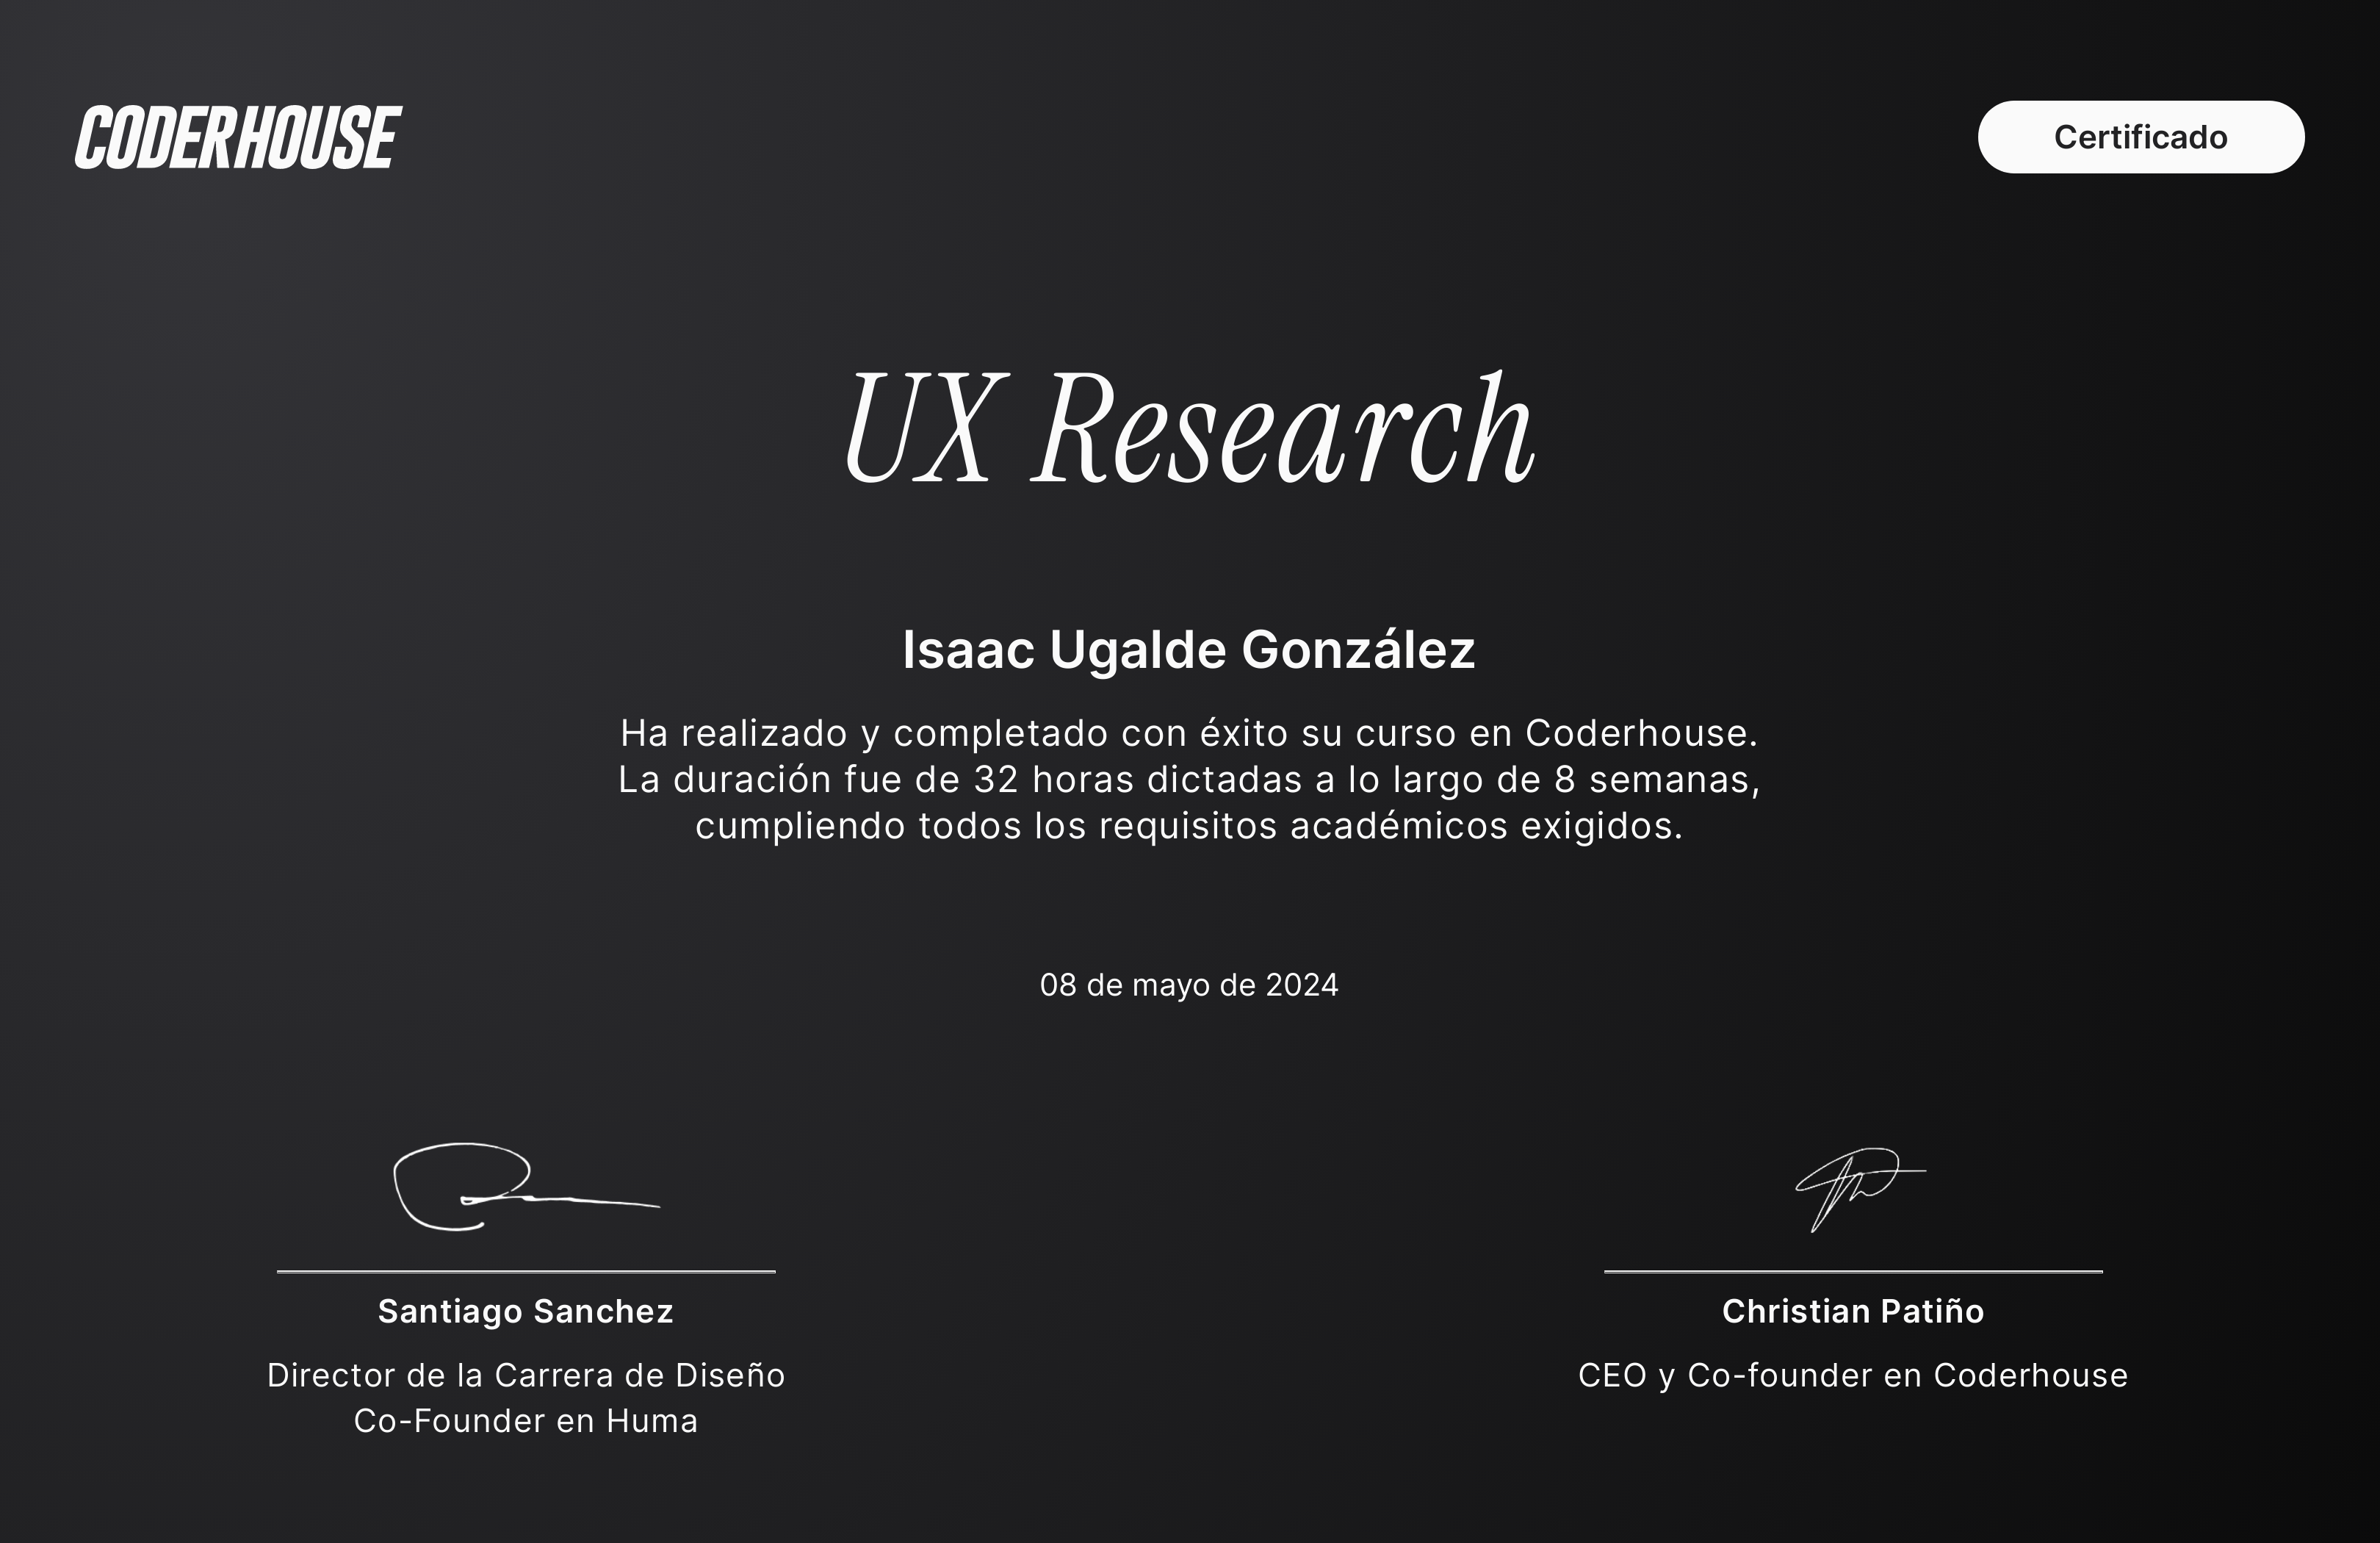 CODERHOUSE
Certificado
UX Research
Isaac Ugalde González
Ha realizado y completado con éxito su curso en Coderhouse.
La duración fue de 32 horas dictadas a lo largo de 8 semanas,
cumpliendo todos los requisitos académicos exigidos.
08 de mayo de 2024
Santiago Sanchez
Director de la Carrera de Diseño
Co-Founder en Huma
Christian Patiño
CEO y Co-founder en Coderhouse